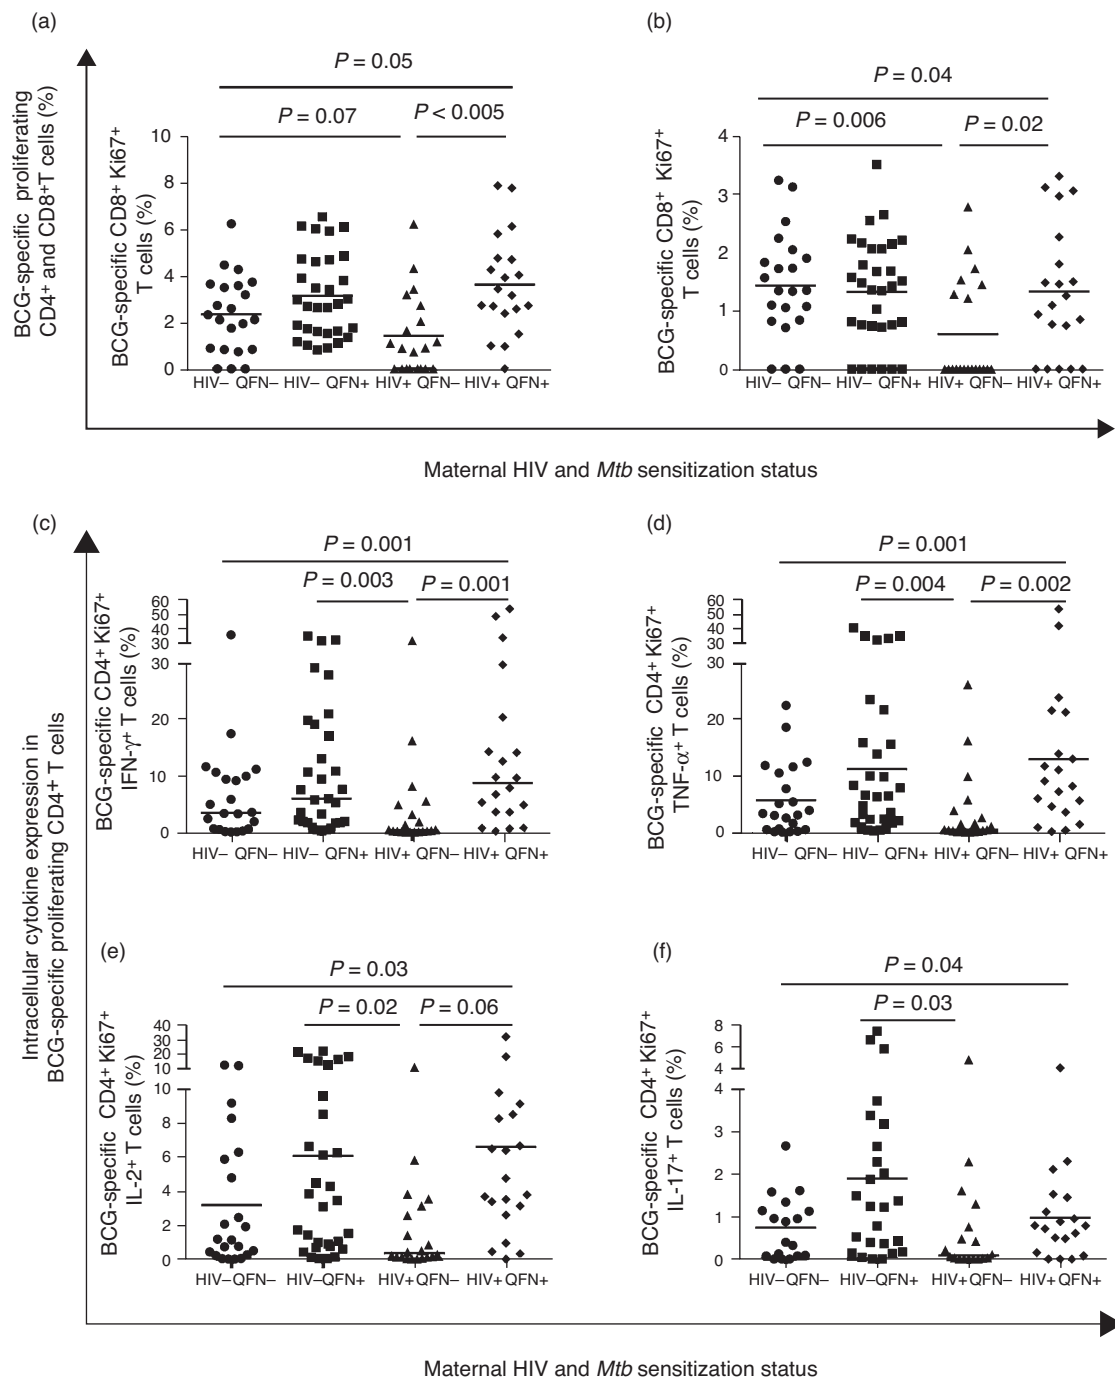 (a)
P = 0.05
P = 0.07
P < 0.005
BCG-specific proliferating
CD4+ and CD8+T cells (%)
BCG-specific CD8+ Ki67+
T cells (%)
10
8
6
4
2
0
HIV– QFN– HIV– QFN+ HIV+ QFN– HIV+ QFN+
(b)
P = 0.04
P = 0.006
P = 0.02
BCG-specific CD8+ Ki67+
T cells (%)
4
3
2
1
0
HIV– QFN– HIV– QFN+ HIV+ QFN– HIV+ QFN+
Maternal HIV and Mtb sensitization status
Intracellular cytokine expression in
BCG-specific proliferating CD4+ T cells
(c)
P = 0.001
P = 0.003
P = 0.001
BCG-specific CD4+ Ki67+
IFN-γ+ T cells (%)
60
50
40
30
30
20
10
0
HIV– QFN– HIV– QFN+ HIV+ QFN– HIV+ QFN+
(d)
P = 0.001
P = 0.004
P = 0.002
BCG-specific CD4+ Ki67+
TNF-α+ T cells (%)
60
50
40
30
30
20
10
0
HIV– QFN– HIV– QFN+ HIV+ QFN– HIV+ QFN+
(e)
P = 0.03
P = 0.02
P = 0.06
BCG-specific CD4+ Ki67+
IL-2+ T cells (%)
40
30
20
10
10
8
6
4
2
0
HIV–QFN– HIV–QFN+ HIV+QFN– HIV+QFN+
(f)
P = 0.04
P = 0.03
BCG-specific CD4+ Ki67+
IL-17+ T cells (%)
8
6
4
4
3
2
1
0
HIV–QFN– HIV–QFN+ HIV+QFN– HIV+QFN+
Maternal HIV and Mtb sensitization status